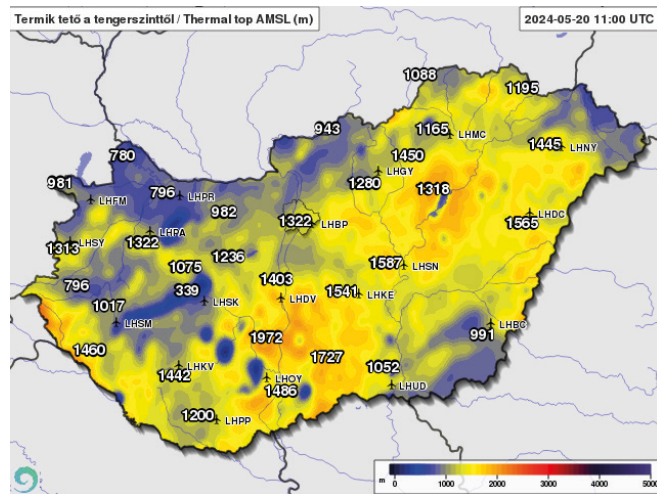 Termik tető a tengerszinttől / Thermal top AMSL (m)
2024-05-20 11:00 UTC
1088
1195
943
1165
LHMC
780
1450
1445
LHNY
981
796
LHPR
1280
LHGY
1318
LHFM
982
1322
LHBP
1565
LHDC
1313
LHSY
1322
LHPA
1236
1587
LHSN
1075
796
339
LHSK
1403
LHDV
1541
LHKE
1017
LHSM
991
LHBC
1972
1460
1727
1442
LHKV
1052
LHUD
1486
LHOY
1200
LHPP
m 0 1000 2000 3000 4000 5000